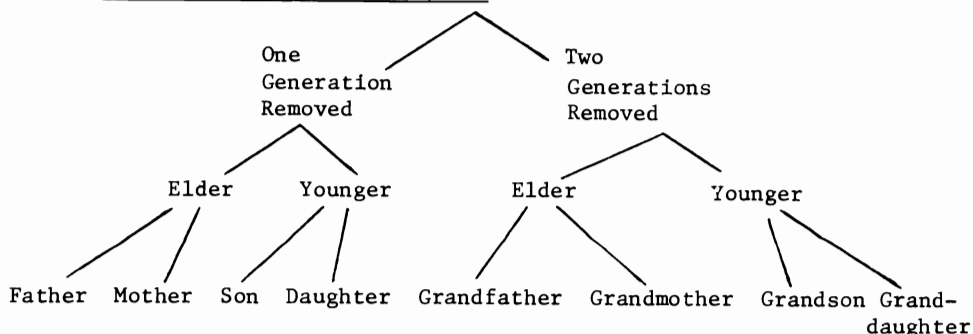 One
Generation
Removed
Two
Generations
Removed
Elder
Younger
Elder
Younger
Father Mother Son Daughter Grandfather Grandmother Grandson Grand-
daughter